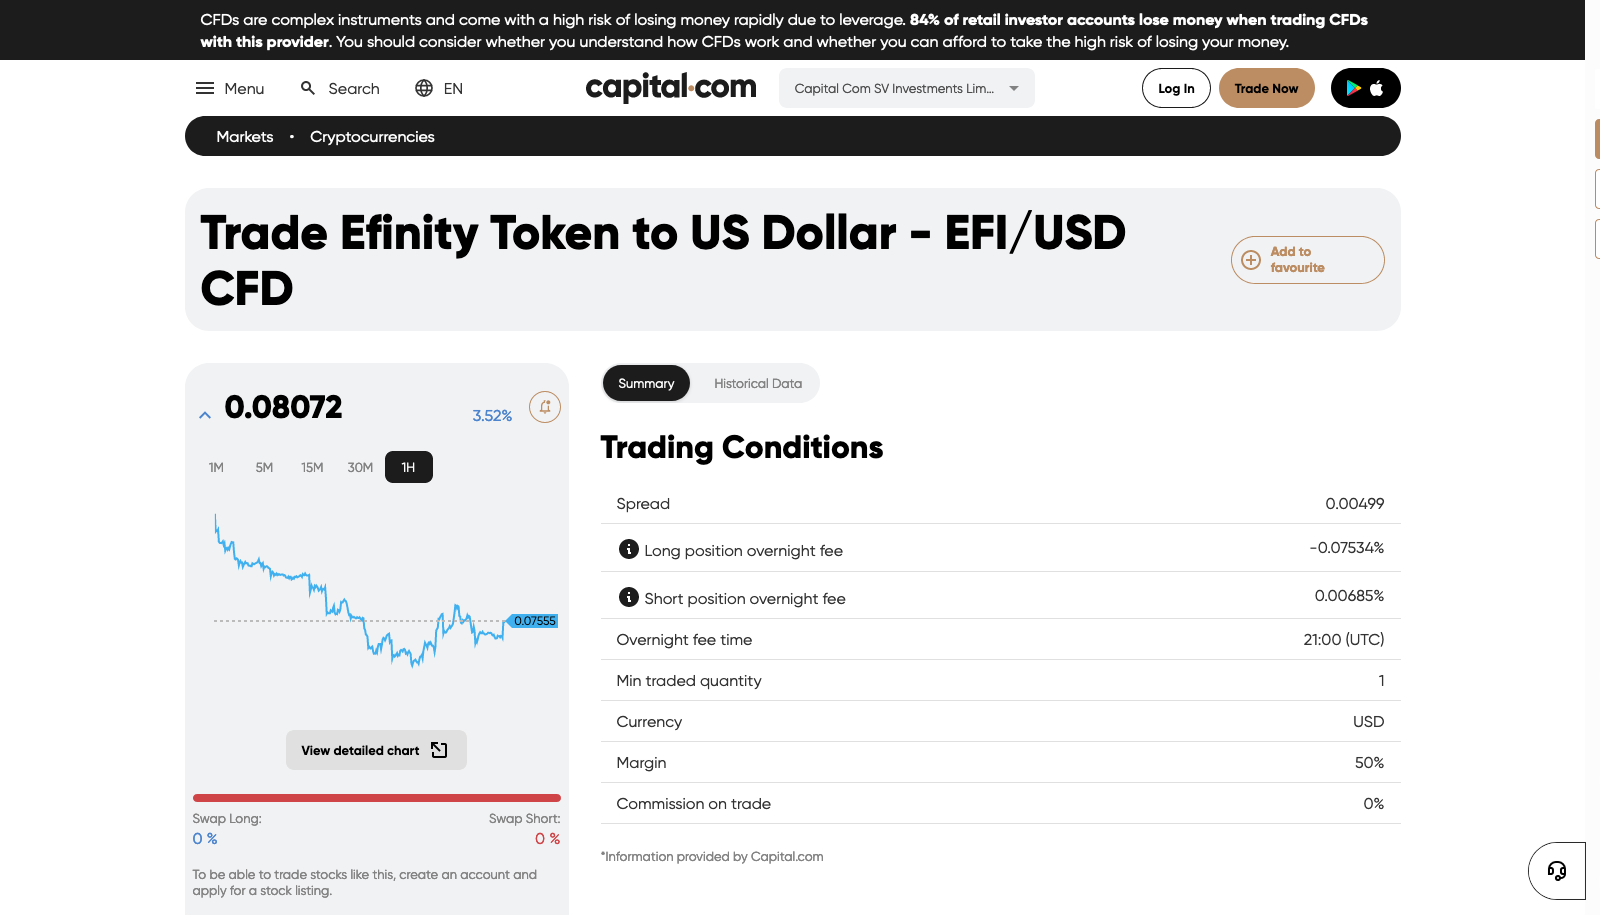 CFDs are complex instruments and come with a high risk of losing money rapidly due to leverage. 84% of retail investor accounts lose money when trading CFDs
with this provider. You should consider whether you understand how CFDs work and whether you can afford to take the high risk of losing your money.
Menu Search EN capital.com Capital Com SV Investments Lim... Log In Trade Now
Markets • Cryptocurrencies
Trade Efinity Token to US Dollar - EFI/USD
CFD
Add to
favourite
0.08072 3.52%
1M 5M 15M 30M 1H
0.07555
View detailed chart
Swap Long: Swap Short:
0 % 0 %
To be able to trade stocks like this, create an account and
apply for a stock listing.
Summary Historical Data
Trading Conditions
Spread 0.00499
Long position overnight fee -0.07534%
Short position overnight fee 0.00685%
Overnight fee time 21:00 (UTC)
Min traded quantity 1
Currency USD
Margin 50%
Commission on trade 0%
*Information provided by Capital.com